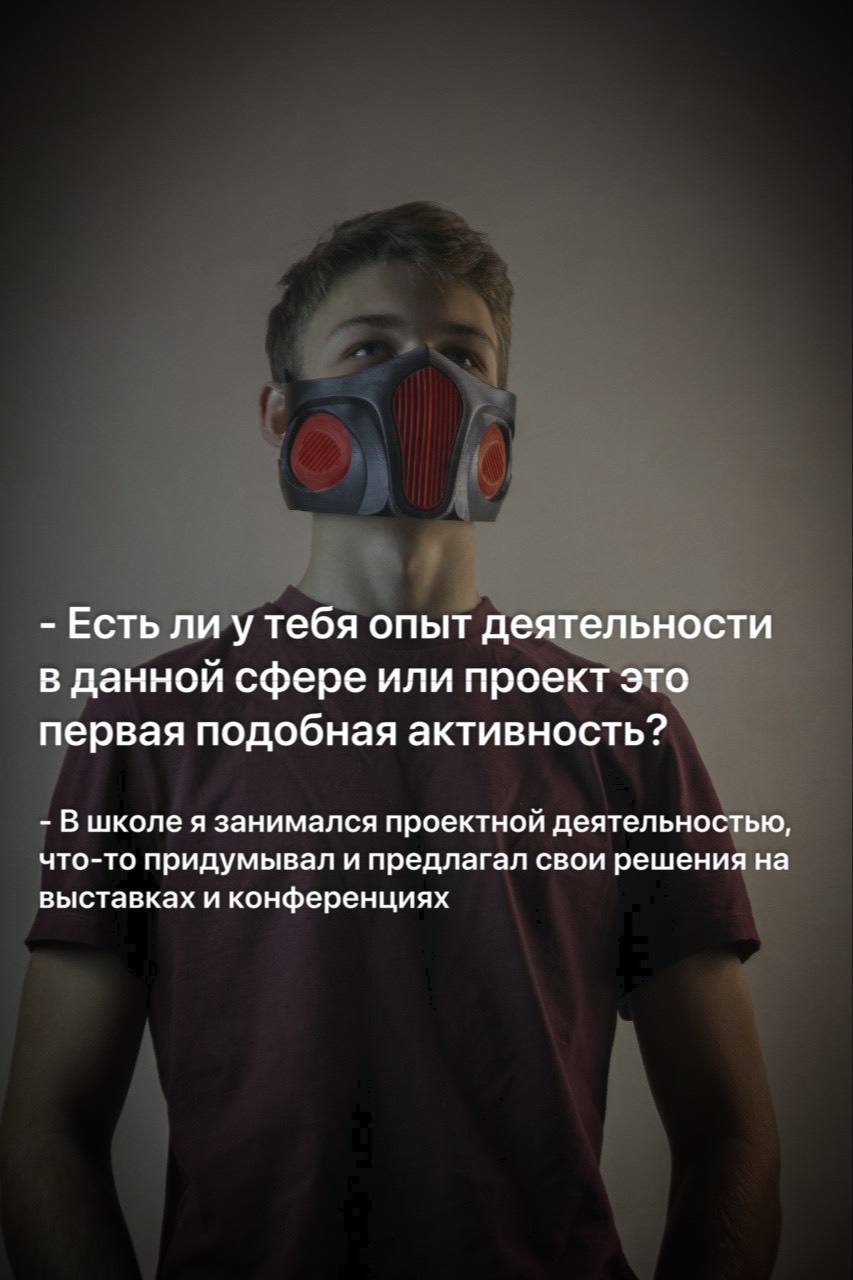 - Есть ли у тебя опыт деятельности
в данной сфере или проект это
первая подобная активность?
- В школе я занимался проектной деятельностью,
что-то придумывал и предлагал свои решения на
выставках и конференциях